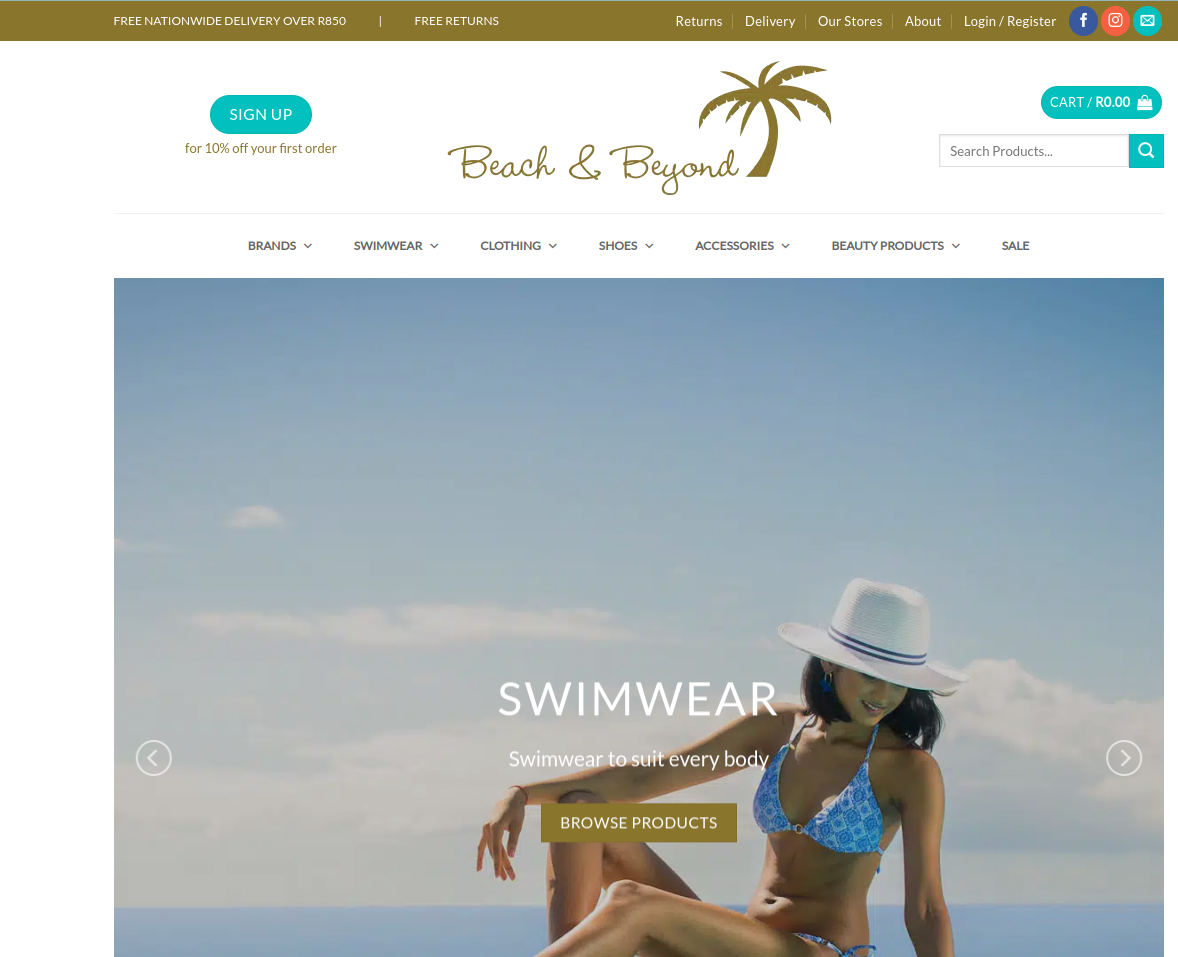 FREE NATIONWIDE DELIVERY OVER R850 | FREE RETURNS
Returns Delivery Our Stores About Login / Register
SIGN UP
for 10% off your first order
Beach & Beyond
CART / R0.00
Search Products...
BRANDS SWIMWEAR CLOTHING SHOES ACCESSORIES BEAUTY PRODUCTS SALE
SWIMWEAR
Swimwear to suit every body
BROWSE PRODUCTS